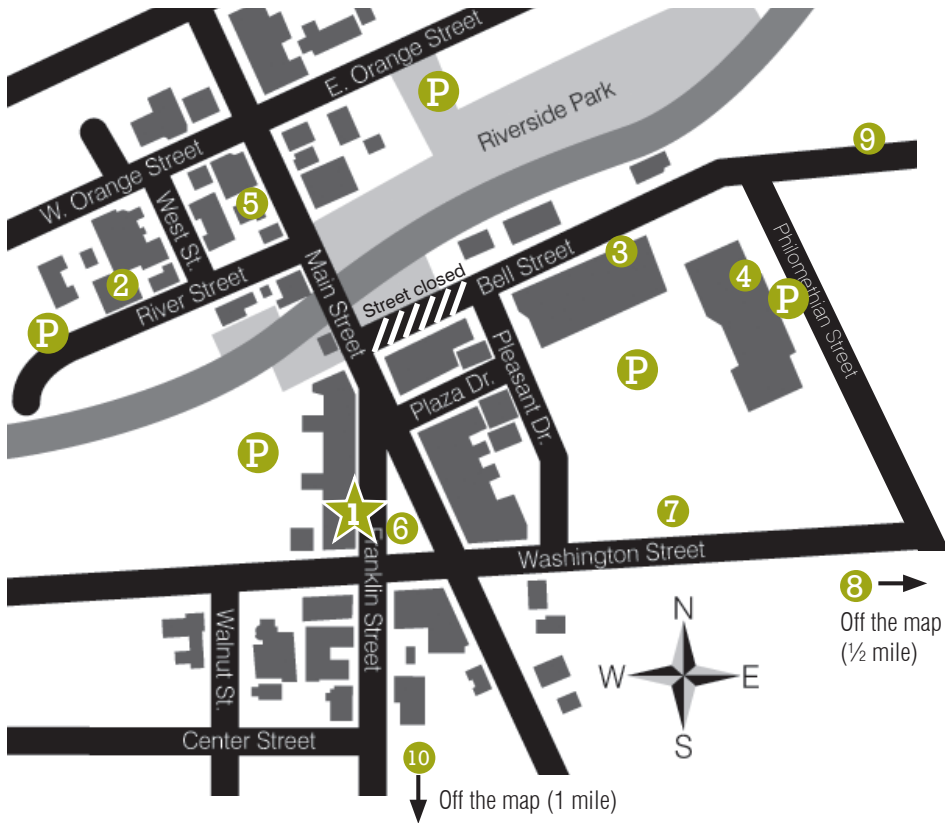 E. Orange Street
P
Riverside Park
9
W. Orange Street
West St.
5
Main Street
Philomethian Street
3
2
River Street
Street closed
Bell Street
4
P
P
P
Plaza Dr.
Pleasant Dr.
P
1
6
7
Franklin Street
Washington Street
8
Off the map
(½ mile)
Walnut St.
N
W
E
S
Center Street
10
Off the map (1 mile)